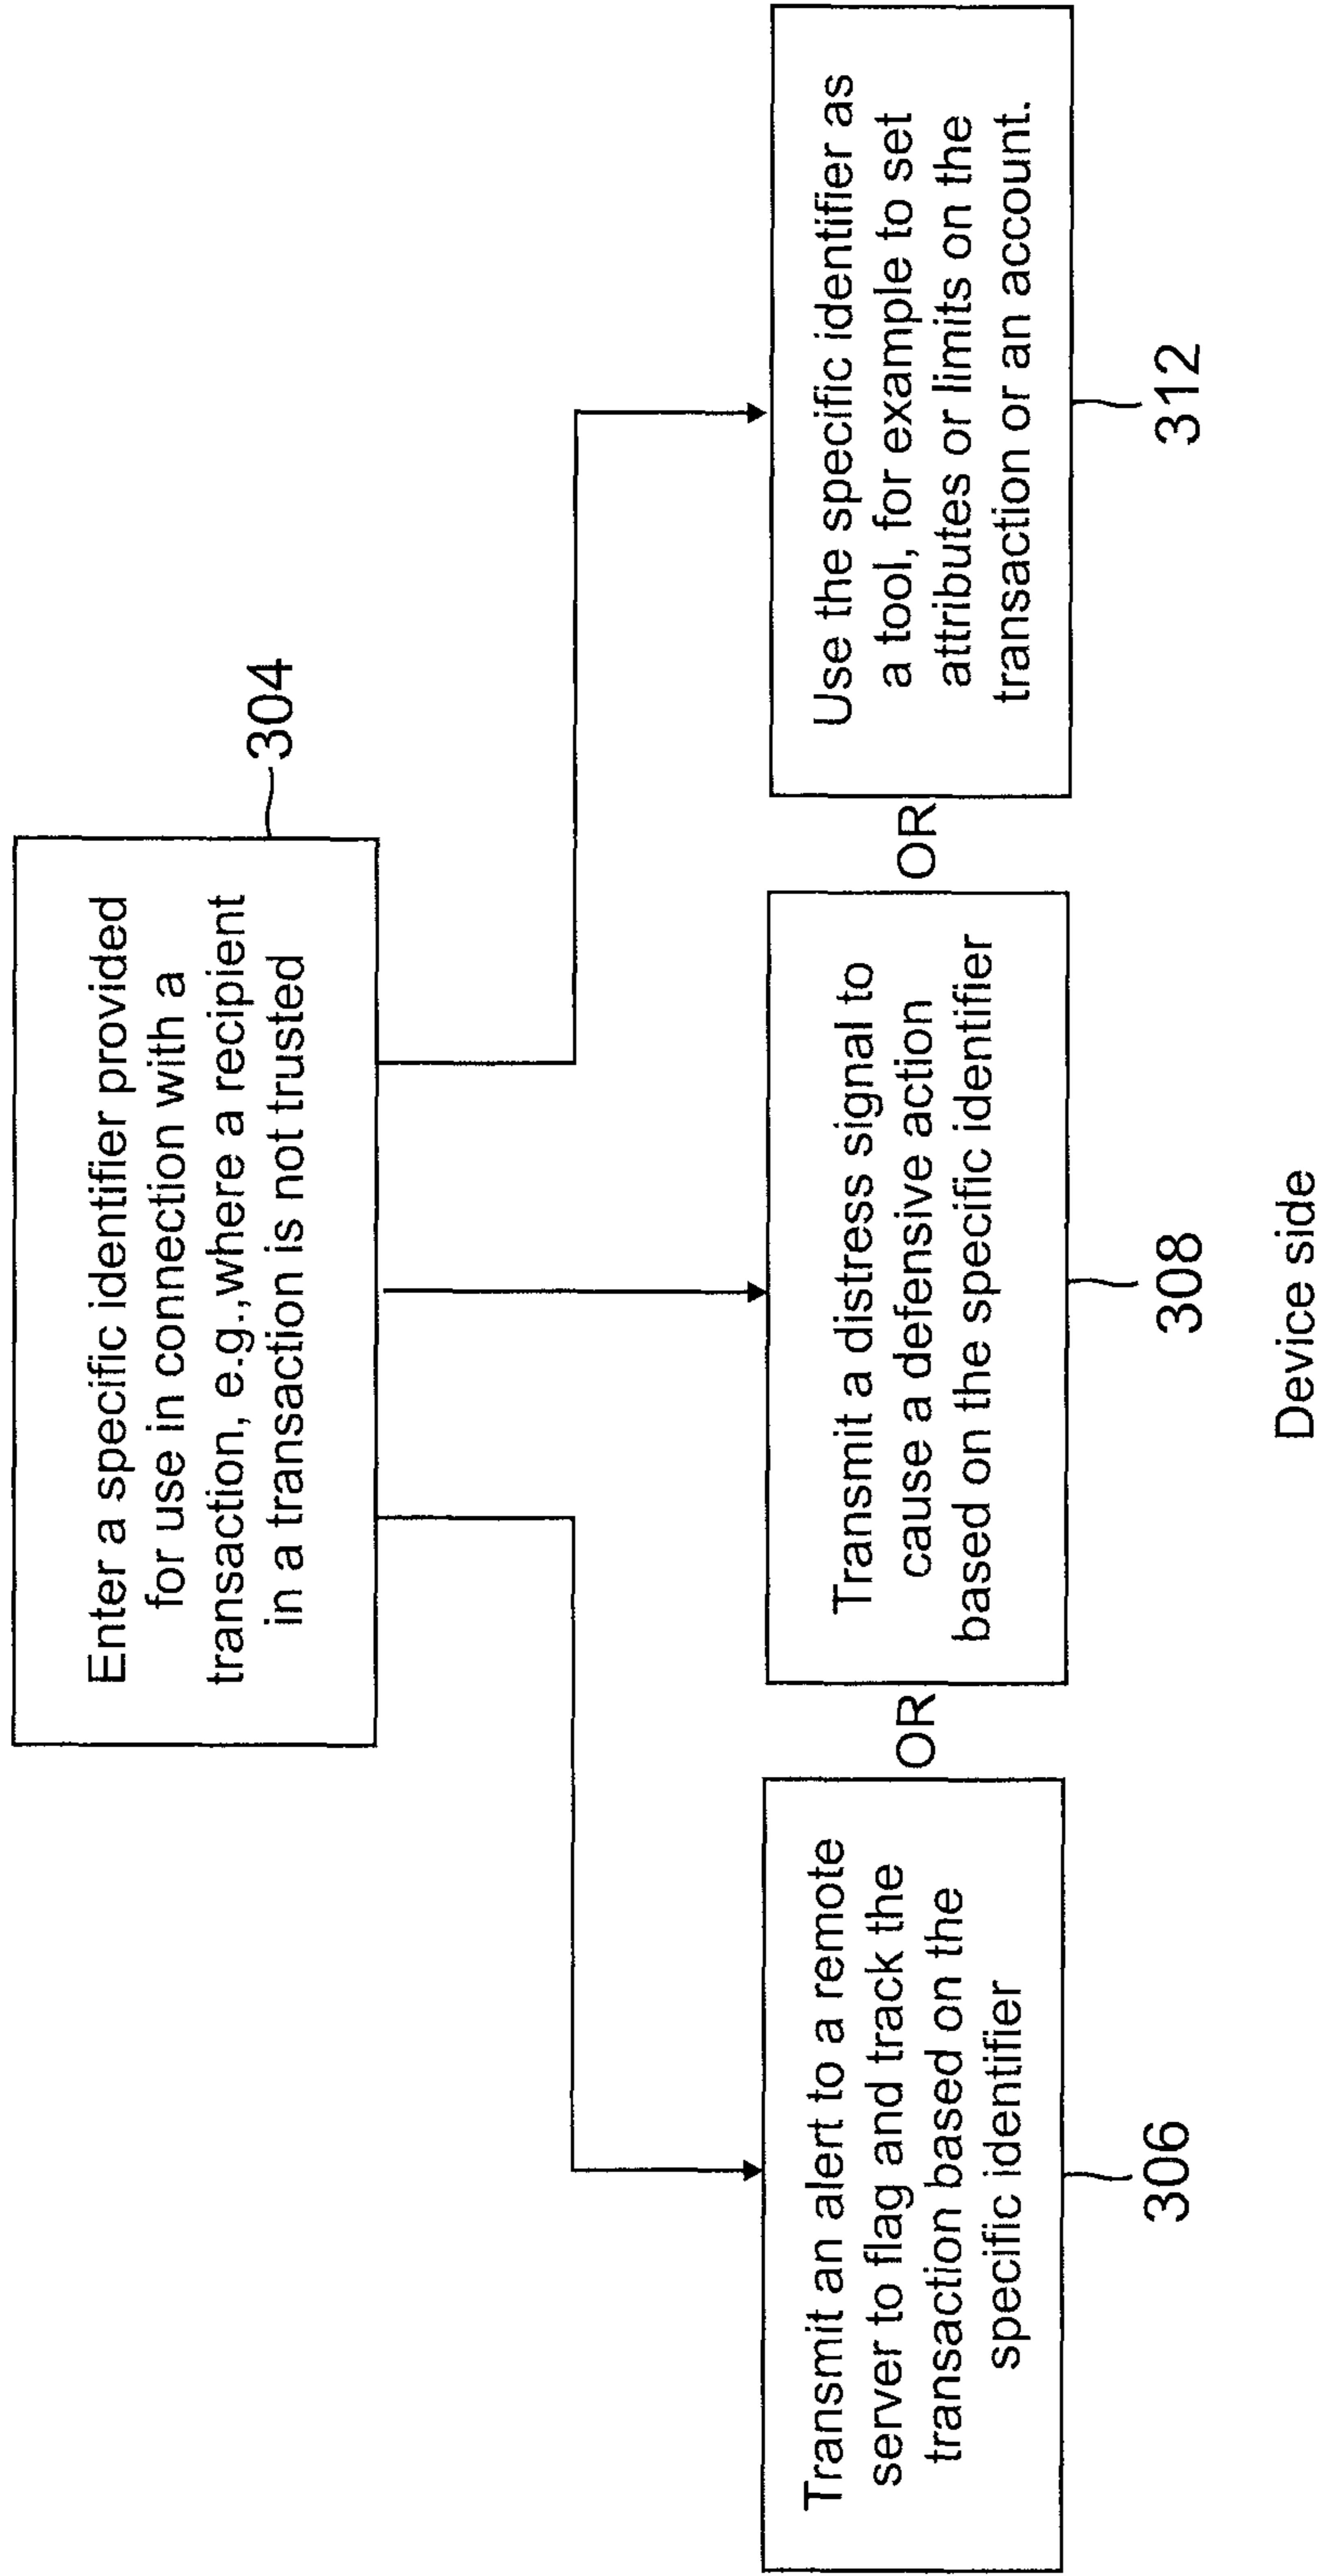 Enter a specific identifier provided
for use in connection with a
transaction, e.g.,where a recipient
in a transaction is not trusted
304
Transmit an alert to a remote
server to flag and track the
transaction based on the
specific identifier
306
OR
Transmit a distress signal to
cause a defensive action
based on the specific identifier
308
OR
Use the specific identifier as
a tool, for example to set
attributes or limits on the
transaction or an account.
312
Device side